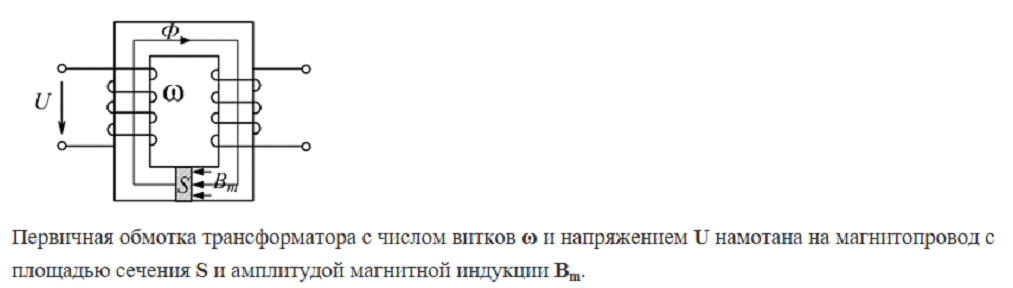 Φ
U
ω
S
Bm
Первичная обмотка трансформатора с числом витков ω и напряжением U намотана на магнитопровод с
площадью сечения S и амплитудой магнитной индукции Bm.